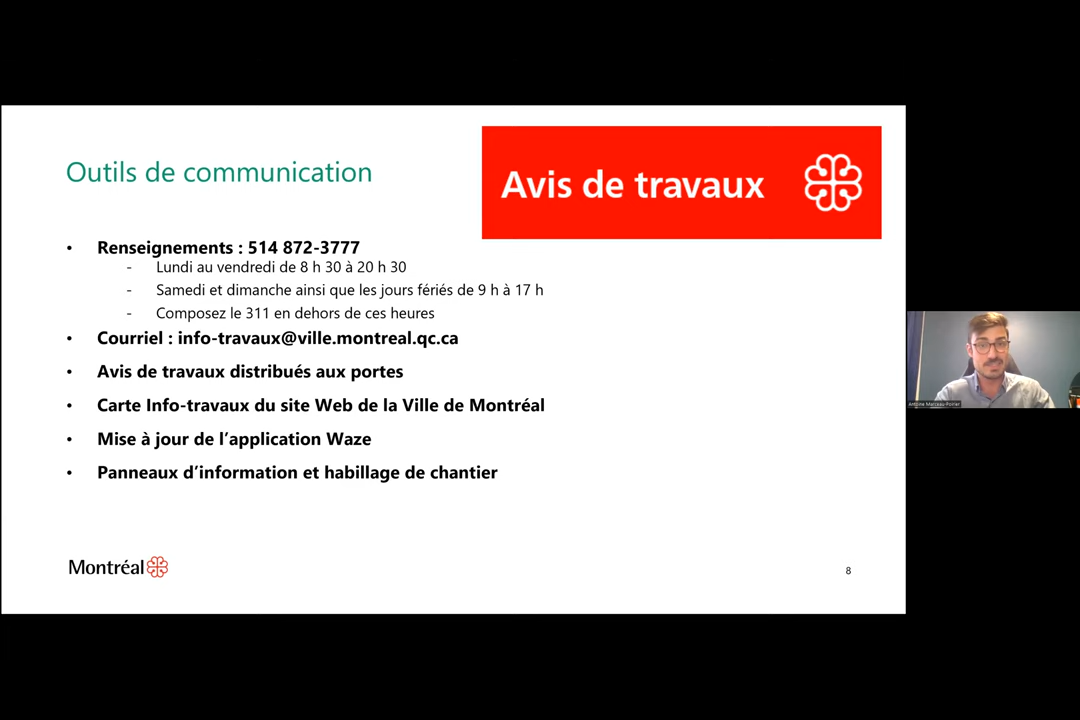 Outils de communication
Avis de travaux
• Renseignements : 514 872-3777
- Lundi au vendredi de 8 h 30 à 20 h 30
- Samedi et dimanche ainsi que les jours fériés de 9 h à 17 h
- Composez le 311 en dehors de ces heures
• Courriel : info-travaux@ville.montreal.qc.ca
• Avis de travaux distribués aux portes
• Carte Info-travaux du site Web de la Ville de Montréal
• Mise à jour de l’application Waze
• Panneaux d’information et habillage de chantier
Antoine Marceau-Poirier
Montréal
8